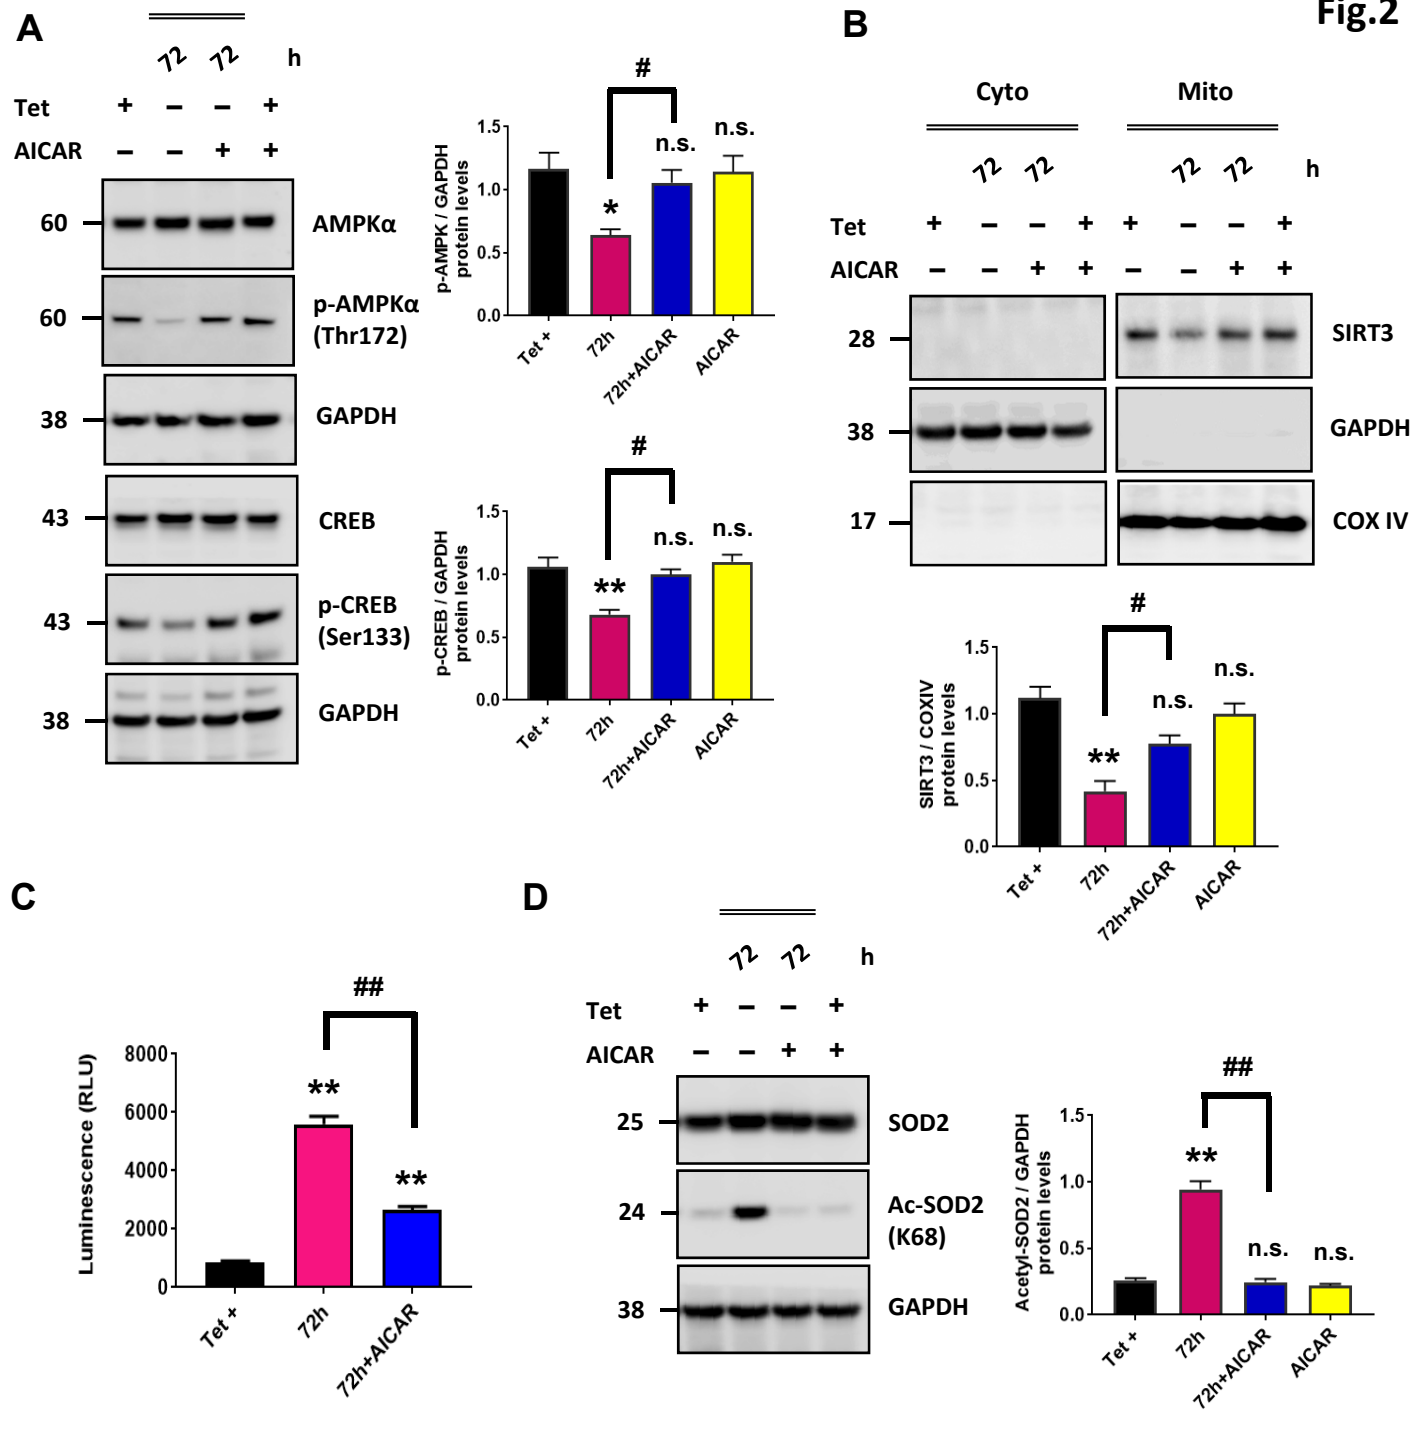 Fig.2
A
72 72 h
Tet + − − +
AICAR − − + +
60 AMPKα
60 p-AMPKα
(Thr172)
38 GAPDH
43 CREB
43 p-CREB
(Ser133)
38 GAPDH
#
n.s.
n.s.
*
p-AMPK / GAPDH
protein levels
1.5
1.0
0.5
0.0
Tet +
72h
72h+AICAR
AICAR
#
n.s.
n.s.
**
p-CREB / GAPDH
protein levels
1.5
1.0
0.5
0.0
Tet +
72h
72h+AICAR
AICAR
B
Cyto Mito
72 72 72 72 h
Tet + − − + + − − +
AICAR − − + + − − + +
28 SIRT3
38 GAPDH
17 COX IV
#
n.s.
n.s.
**
SIRT3 / COXIV
protein levels
1.5
1.0
0.5
0.0
Tet +
72h
72h+AICAR
AICAR
C
##
**
**
Luminescence (RLU)
8000
6000
4000
2000
0
Tet +
72h
72h+AICAR
D
72 72 h
Tet + − − +
AICAR − − + +
25 SOD2
24 Ac-SOD2
(K68)
38 GAPDH
##
**
n.s.
n.s.
Acetyl-SOD2 / GAPDH
protein levels
1.5
1.0
0.5
0.0
Tet +
72h
72h+AICAR
AICAR